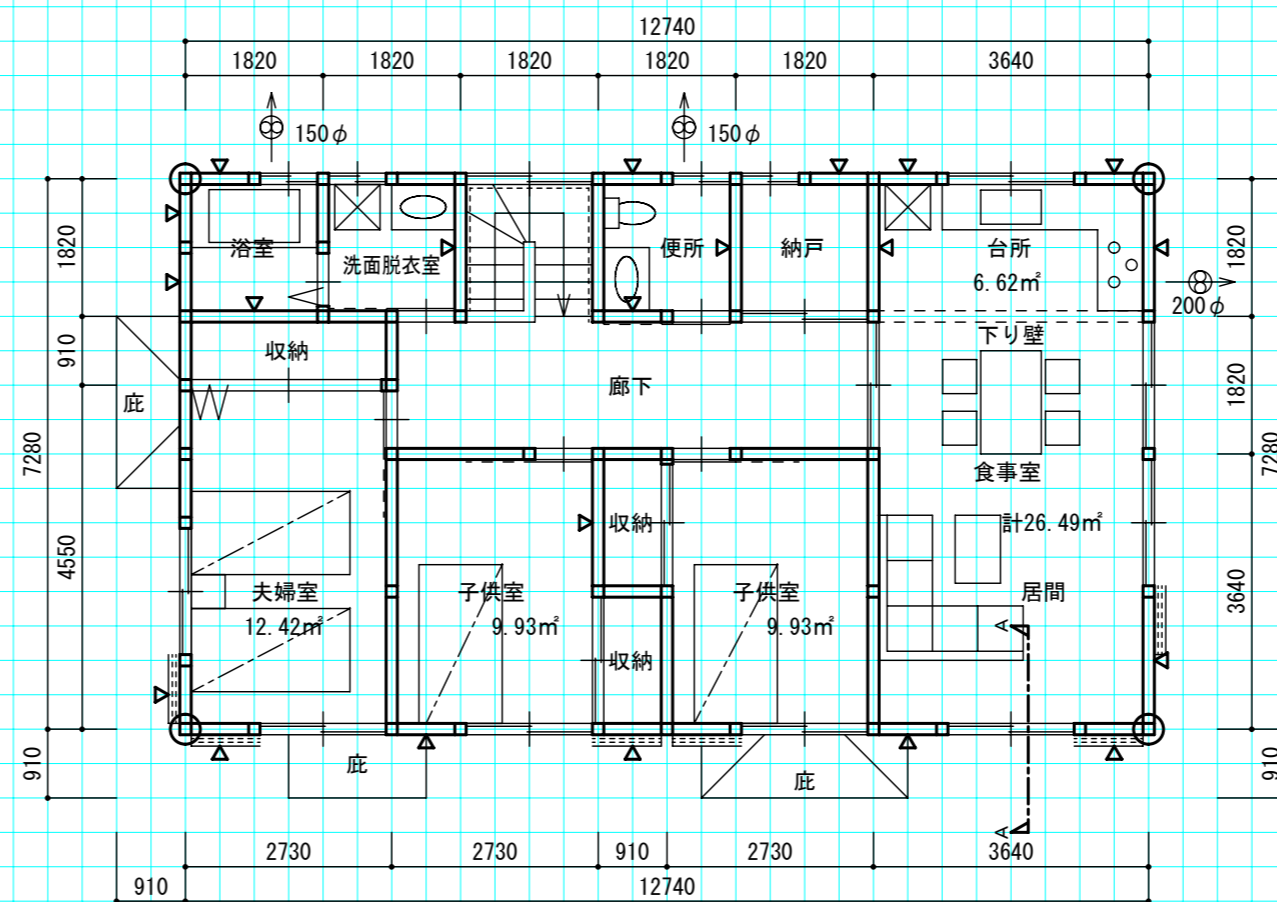 12740
1820
1820
1820
1820
1820
3640
150φ
150φ
浴室
洗面脱衣室
便所
納戸
台所
6.62㎡
200φ
1820
910
4550
7280
910
1820
1820
3640
7280
910
収納
下り壁
廊下
庇
食事室
収納
計26.49㎡
夫婦室
12.42㎡
子供室
9.93㎡
子供室
9.93㎡
居間
収納
A
庇
庇
A
2730
2730
910
2730
3640
910
12740